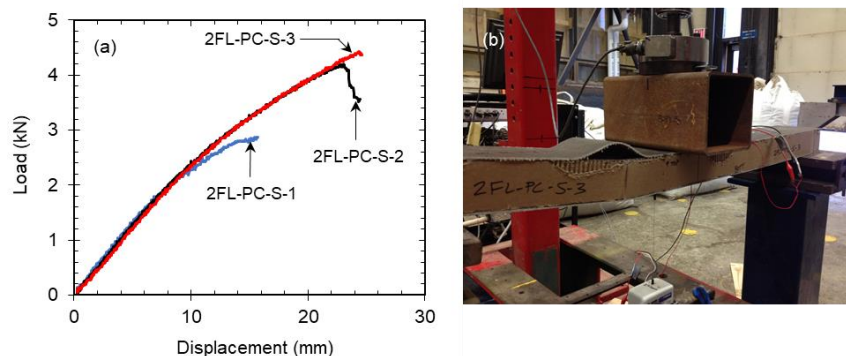 (a)
2FL-PC-S-3
2FL-PC-S-2
2FL-PC-S-1
Load (kN)
5
4
3
2
1
0
0
10
20
30
Displacement (mm)
(b)
2FL-PC-S-3